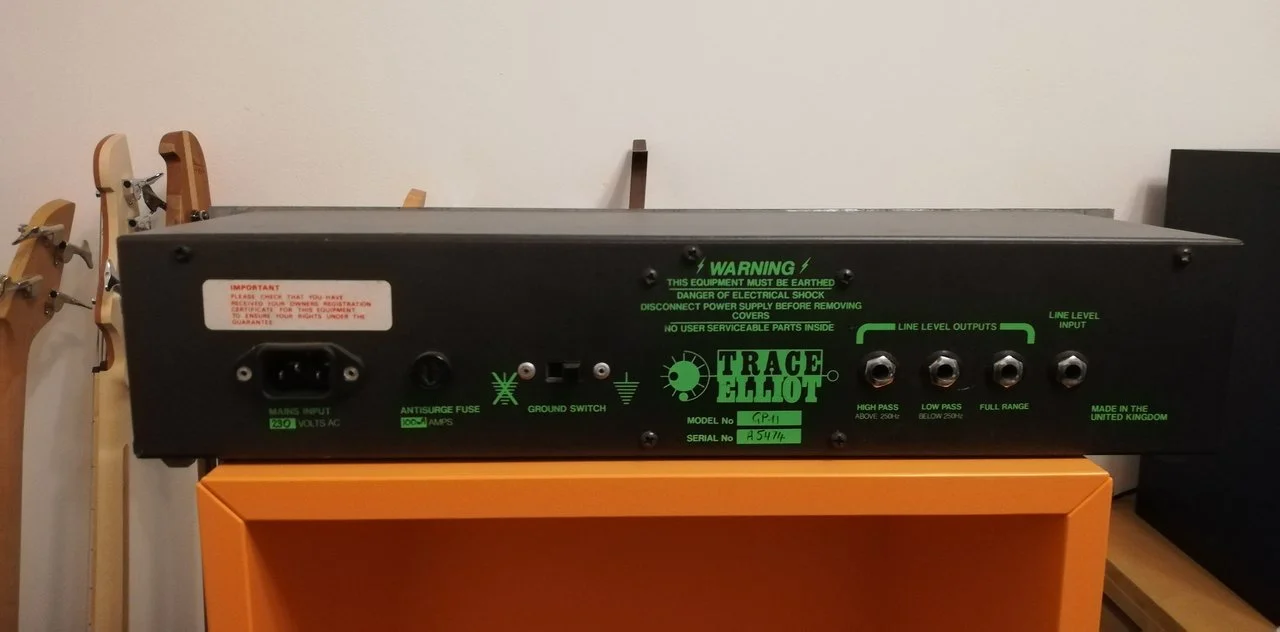 IMPORTANT
PLEASE CHECK THAT YOU HAVE
RECEIVED YOUR OWNERS REGISTRATION
CERTIFICATE FOR THIS EQUIPMENT.
TO ENSURE YOUR RIGHTS UNDER THE
GUARANTEE
MAINS INPUT
230 VOLTS AC
ANTISURGE FUSE
AMPS
GROUND SWITCH
WARNING
THIS EQUIPMENT MUST BE EARTHED
DANGER OF ELECTRICAL SHOCK
DISCONNECT POWER SUPPLY BEFORE REMOVING
COVERS
NO USER SERVICEABLE PARTS INSIDE
TRACE
ELLIOT
MODEL No GP11
SERIAL No A5474
LINE LEVEL OUTPUTS
HIGH PASS
ABOVE 250Hz
LOW PASS
BELOW 250Hz
FULL RANGE
LINE LEVEL
INPUT
MADE IN THE
UNITED KINGDOM